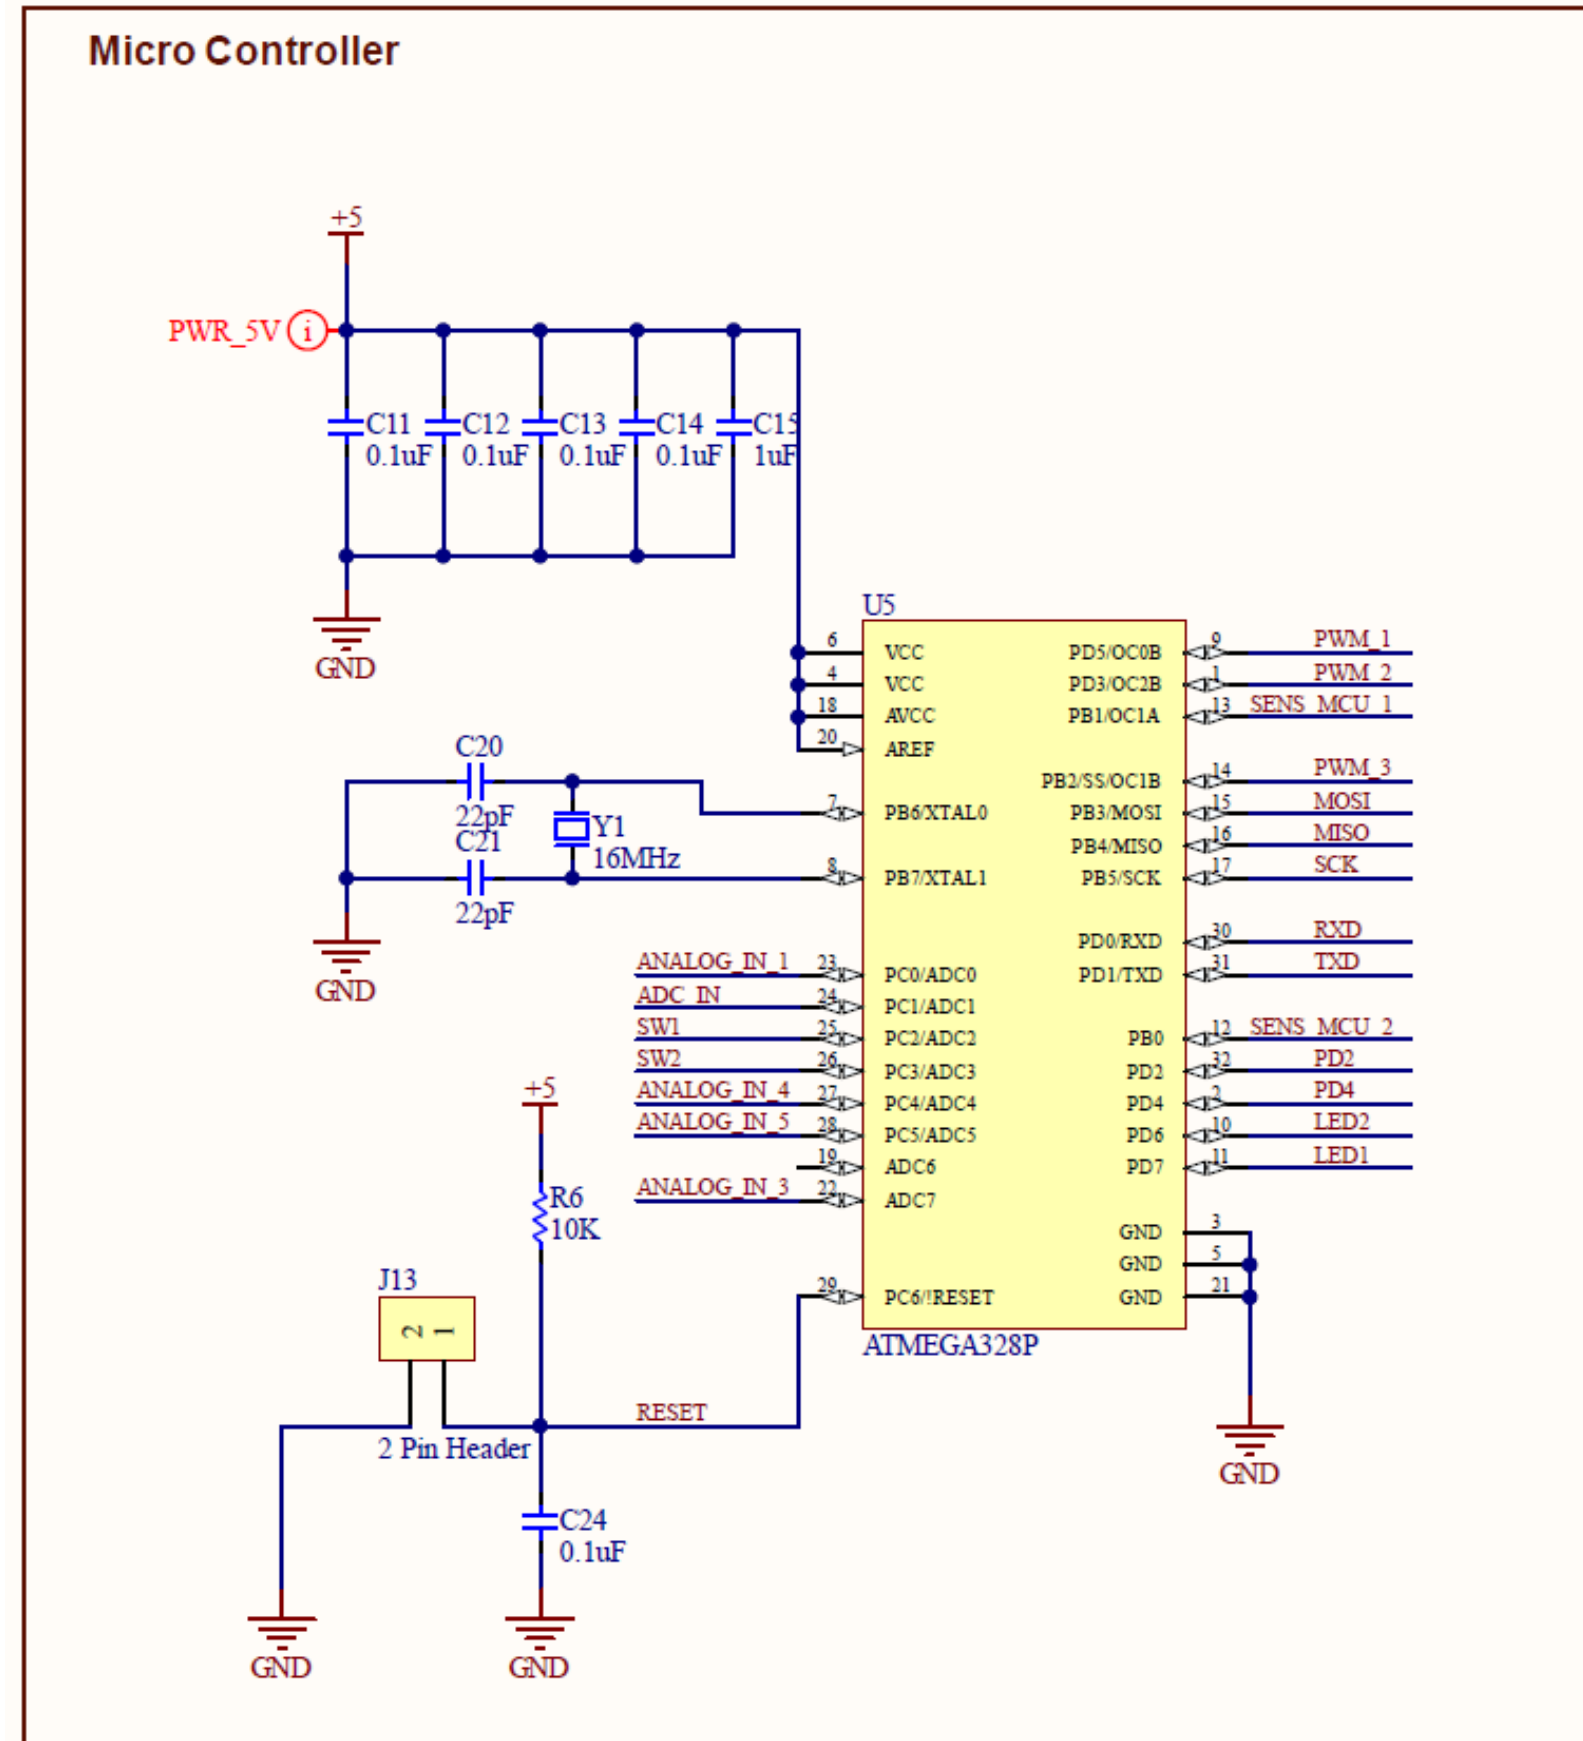 Micro Controller
+5
PWR_5V i
C11 C12 C13 C14 C15
0.1uF 0.1uF 0.1uF 0.1uF 1uF
GND
U5
6 VCC
4 VCC
18 AVCC
20 AREF
7 PB6/XTAL0
8 PB7/XTAL1
C20
22pF
C21
22pF
Y1
16MHz
GND
ANALOG_IN_1 23 PC0/ADC0
ADC_IN 24 PC1/ADC1
SW1 25 PC2/ADC2
SW2 26 PC3/ADC3
ANALOG_IN_4 27 PC4/ADC4
ANALOG_IN_5 28 PC5/ADC5
19 ADC6
ANALOG_IN_3 22 ADC7
29 PC6/!RESET
PD5/OC0B 9 PWM_1
PD3/OC2B 1 PWM_2
PB1/OC1A 13 SENS_MCU_1
PB2/SS/OC1B 14 PWM_3
PB3/MOSI 15 MOSI
PB4/MISO 16 MISO
PB5/SCK 17 SCK
PD0/RXD 30 RXD
PD1/TXD 31 TXD
PB0 12 SENS_MCU_2
PD2 32 PD2
PD4 2 PD4
PD6 10 LED2
PD7 11 LED1
GND 3
GND 5
GND 21
ATMEGA328P
GND
+5
R6
10K
J13
2 1
2 Pin Header
RESET
C24
0.1uF
GND
GND